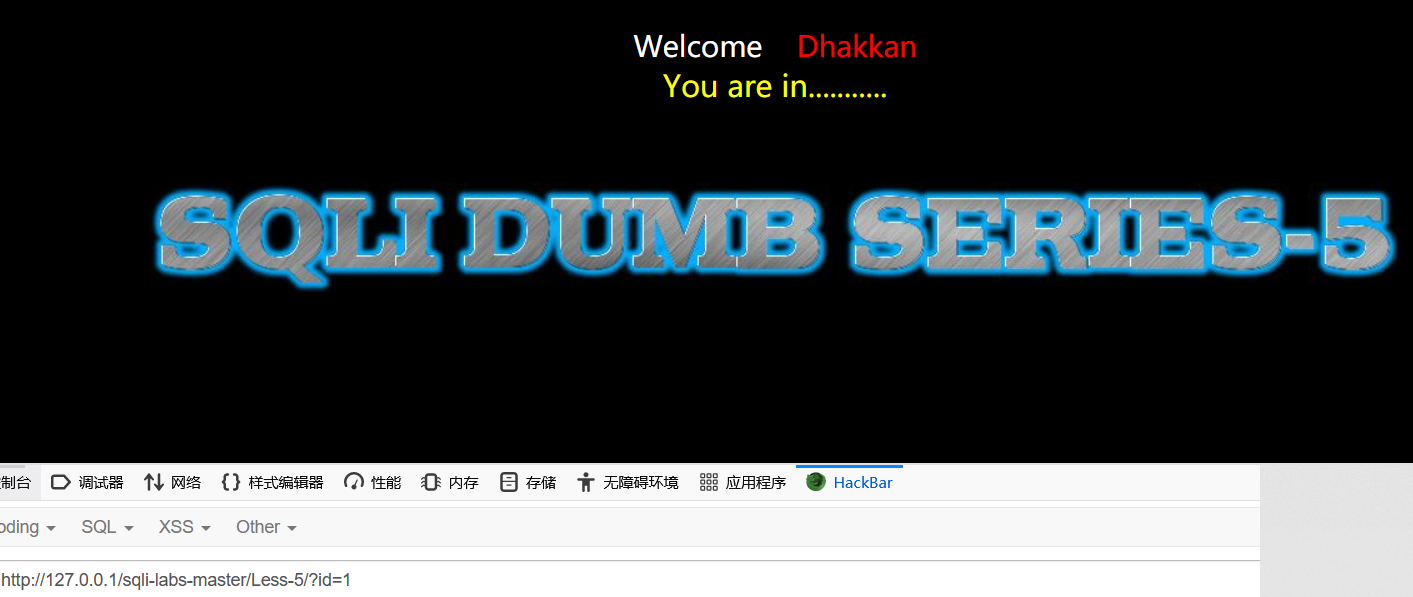 Welcome Dhakkan
You are in...........
SQLI DUMB SERIES-5
制台 调试器 网络 {} 样式编辑器 性能 内存 存储 无障碍环境 应用程序 HackBar
oding SQL XSS Other
http://127.0.0.1/sqli-labs-master/Less-5/?id=1